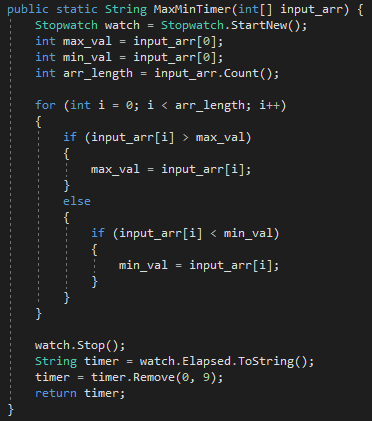 public static String MaxMinTimer(int[] input_arr) {
    Stopwatch watch = Stopwatch.StartNew();
    int max_val = input_arr[0];
    int min_val = input_arr[0];
    int arr_length = input_arr.Count();

    for (int i = 0; i < arr_length; i++)
    {
        if (input_arr[i] > max_val)
        {
            max_val = input_arr[i];
        }
        else
        {
            if (input_arr[i] < min_val)
            {
                min_val = input_arr[i];
            }
        }
    }

    watch.Stop();
    String timer = watch.Elapsed.ToString();
    timer = timer.Remove(0, 9);
    return timer;
}